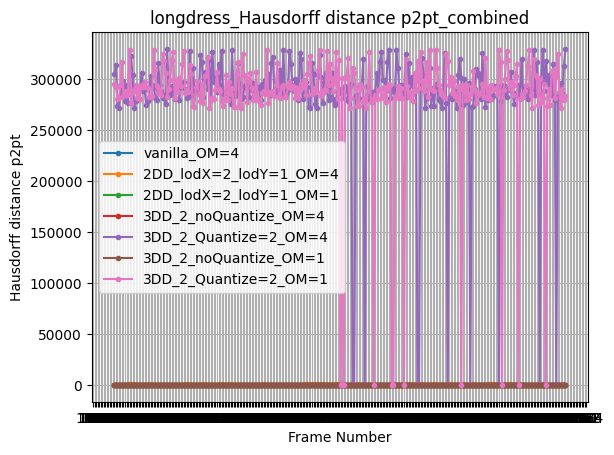 longdress_Hausdorff distance p2pt_combined
Hausdorff distance p2pt
300000
250000
200000
150000
100000
50000
0
vanilla_OM=4
2DD_lodX=2_lodY=1_OM=4
2DD_lodX=2_lodY=1_OM=1
3DD_2_noQuantize_OM=4
3DD_2_Quantize=2_OM=4
3DD_2_noQuantize_OM=1
3DD_2_Quantize=2_OM=1
Frame Number